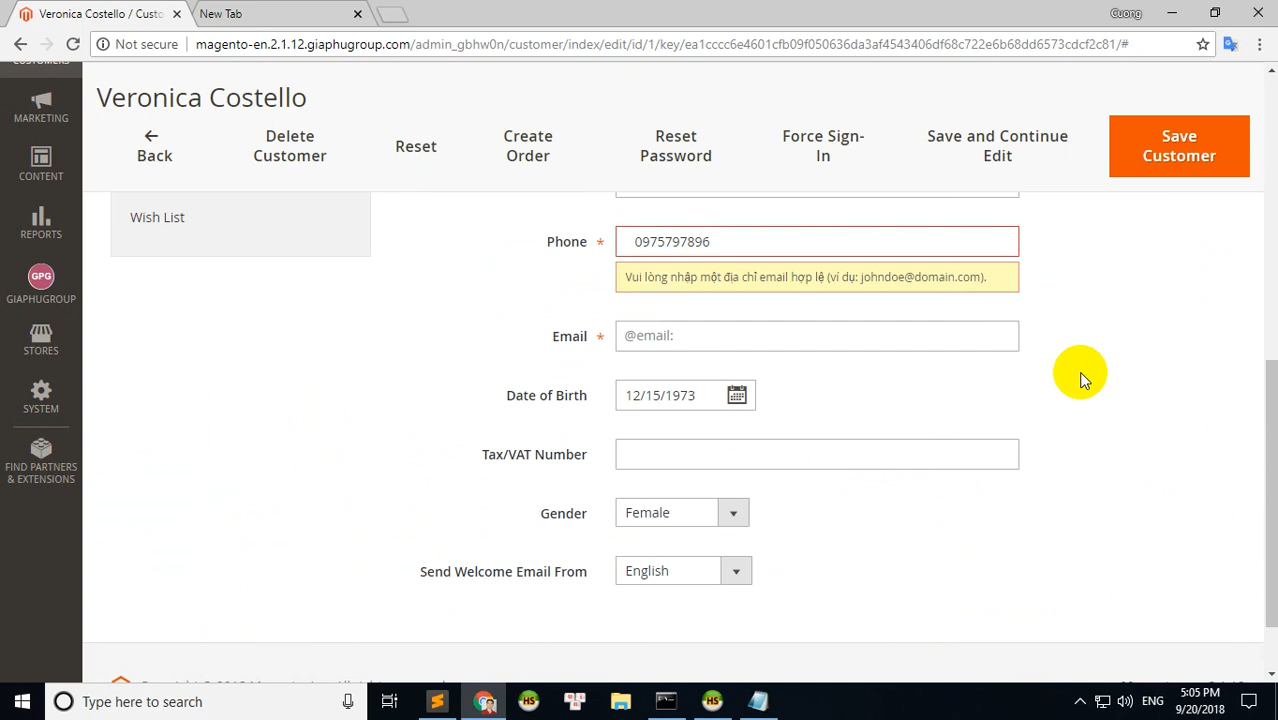 Veronica Costello / Custo
New Tab
Cuong
Not secure
magento-en.2.1.12.giaphugroup.com/admin_gbhw0n/customer/index/edit/id/1/key/ea1ccc6e4601cfb09f050636da3af4543406df68c722e6b68dd6573cdcf2c81/#
CUSTOMERS
MARKETING
CONTENT
REPORTS
GPG
GIAPHUGROUP
STORES
SYSTEM
FIND PARTNERS
& EXTENSIONS
Veronica Costello
Back
Delete
Customer
Reset
Create
Order
Reset
Password
Force Sign-
In
Save and Continue
Edit
Save
Customer
Wish List
Phone *
0975797896
Vui lòng nhập một địa chỉ email hợp lệ (ví dụ: johndoe@domain.com).
Email *
@email:
Date of Birth
12/15/1973
Tax/VAT Number
Gender
Female
Send Welcome Email From
English
Type here to search
ENG
5:05 PM
9/20/2018